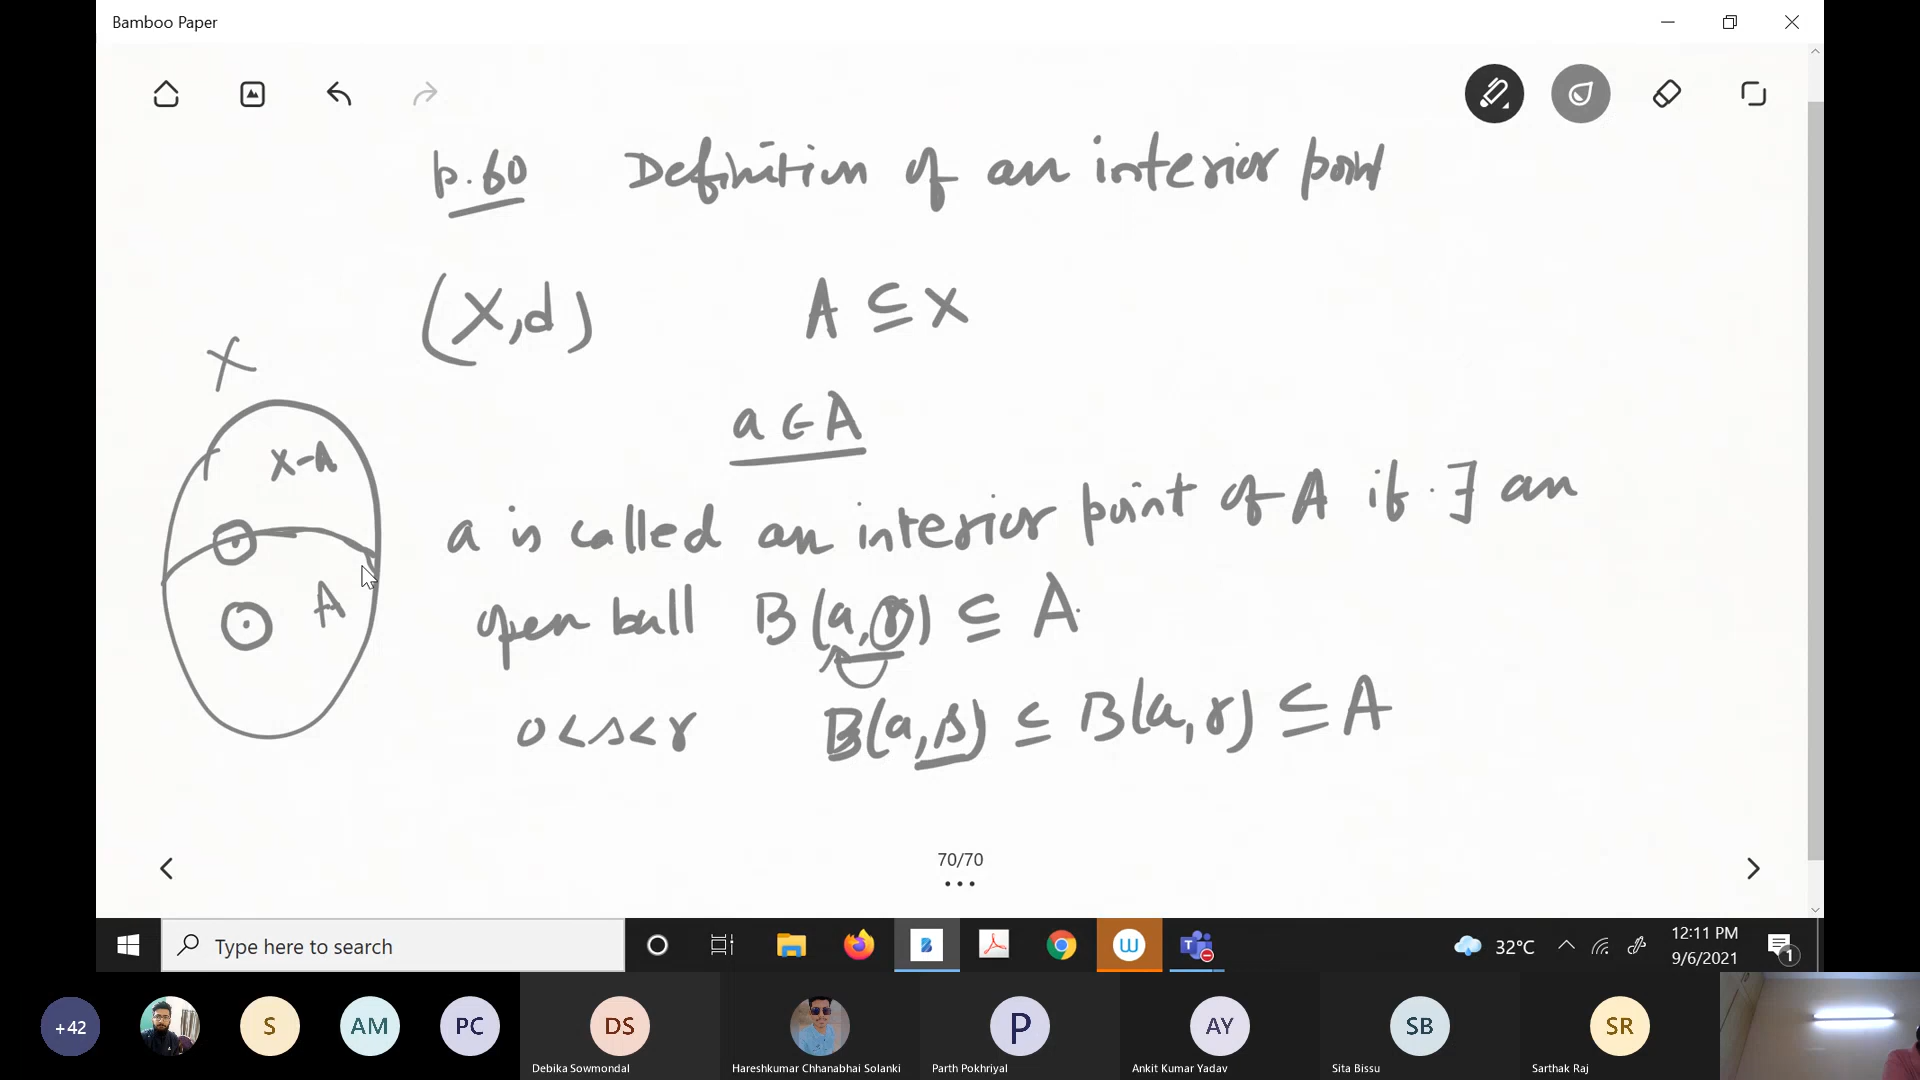 Bamboo Paper
p.60 Definition of an interior point
(X,d) A ⊆ X
X
a ∈ A
X-A
a is called an interior point of A if ∃ an
A
open ball B(a,r) ⊆ A.
0 < s < r B(a,s) ⊆ B(a,r) ⊆ A
70/70
Type here to search
32°C
12:11 PM
9/6/2021
1
+42
S
AM
PC
DS
P
AY
SB
SR
Debika Sowmondal
Hareshkumar Chhanabhai Solanki
Parth Pokhriyal
Ankit Kumar Yadav
Sita Bissu
Sarthak Raj